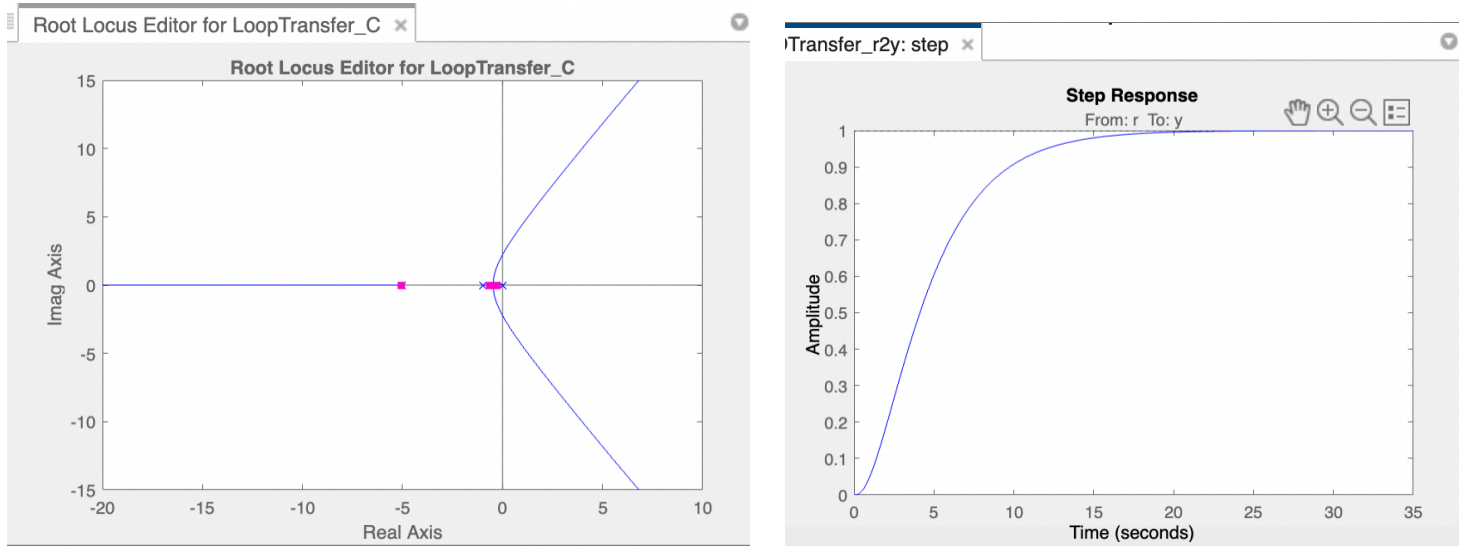 Root Locus Editor for LoopTransfer_C ×
Root Locus Editor for LoopTransfer_C
15
10
5
0
-5
-10
-15
Imag Axis
-20 -15 -10 -5 0 5 10
Real Axis
Transfer_r2y: step ×
Step Response
From: r To: y
1
0.9
0.8
0.7
0.6
0.5
0.4
0.3
0.2
0.1
0
Amplitude
0 5 10 15 20 25 30 35
Time (seconds)